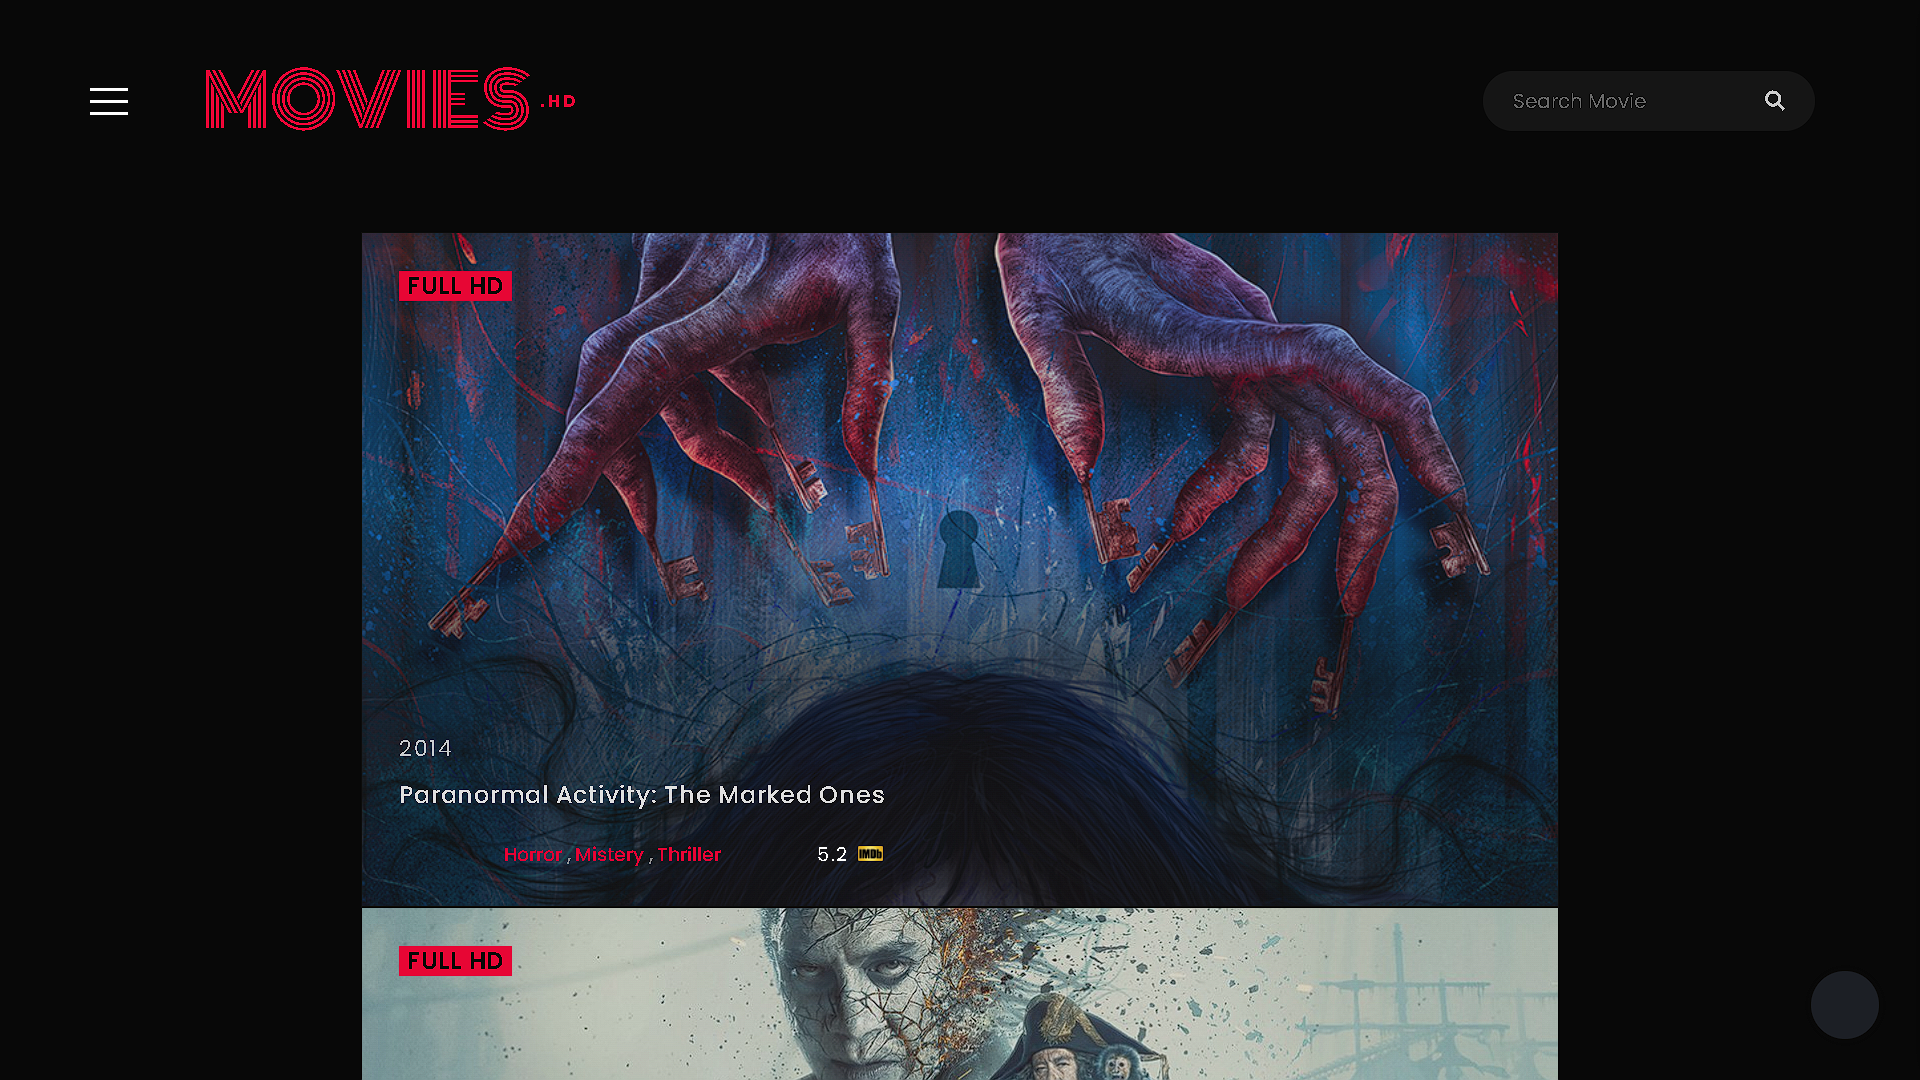 MOVIES .HD
Search Movie
FULL HD
2014
Paranormal Activity: The Marked Ones
Horror , Mistery , Thriller 5.2 IMDb
FULL HD